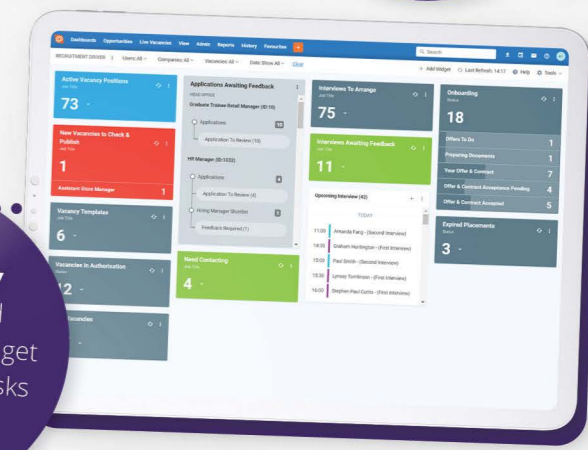 Dashboards Opportunities Live Vacancies View Admin Reports History Favourites +
Search
RECRUITMENT DRIVER Users: All Companies: All Vacancies: All Date: Show All Clear
+ Add Widget Last Refresh: 14:17 Help Tools
Active Vacancy Positions
Job Title
73
New Vacancies to Check &
Publish
Job Title
1
Assistant Store Manager 1
Vacancy Templates
Job Title
6
Vacancies in Authorisation
12
Vacancies
Applications Awaiting Feedback
HEAD OFFICE
Graduate Trainee Retail Manager (ID:10)
Applications 10
Application To Review (10)
HR Manager (ID:1032)
Applications 4
Application To Review (4)
Hiring Manager Shortlist 1
Feedback Required (1)
Need Contacting
Job Title
4
Interviews To Arrange
Job Title
75
Interviews Awaiting Feedback
Job Title
11
Upcoming Interview (42) +
TODAY
11:00 Amanda Fang - (Second Interview)
14:30 Graham Huntington - (First Interview)
15:00 Paul Smith - (Second Interview)
15:30 Lynsey Tomlinson - (First Interview)
16:00 Stephen Paul Curtis - (First Interview)
Onboarding
Status
18
Offers To Do 1
Preparing Documents 1
Your Offer & Contract 7
Offer & Contract Acceptance Pending 4
Offer & Contract Accepted 5
Expired Placements
Status
3
get
sks